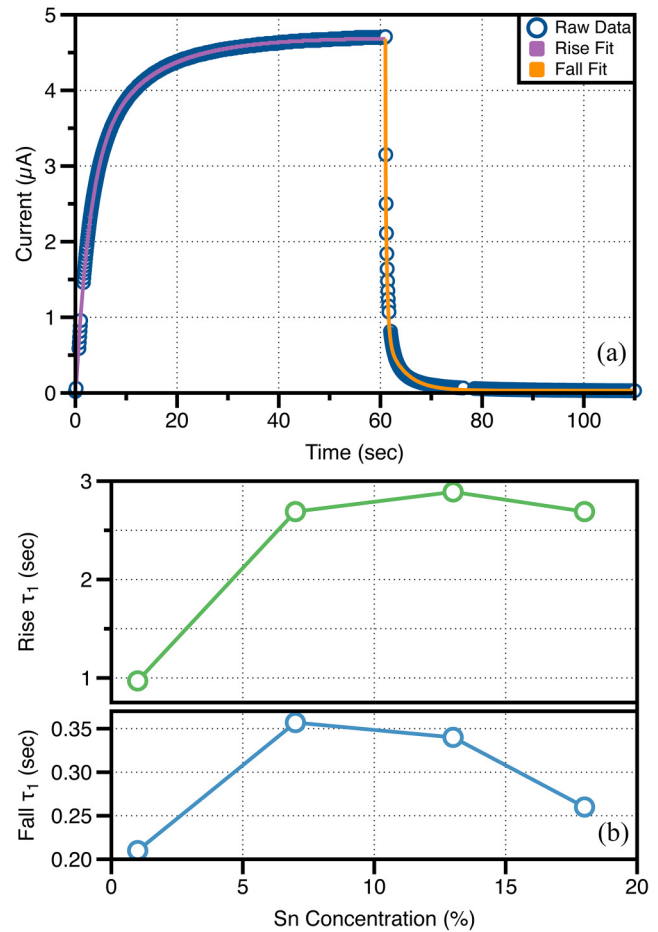 5
4
3
2
1
0
Current (µA)
Raw Data
Rise Fit
Fall Fit
(a)
0 20 40 60 80 100
Time (sec)
3
2
1
Rise τ₁ (sec)
0.35
0.30
0.25
0.20
Fall τ₁ (sec)
(b)
0 5 10 15 20
Sn Concentration (%)